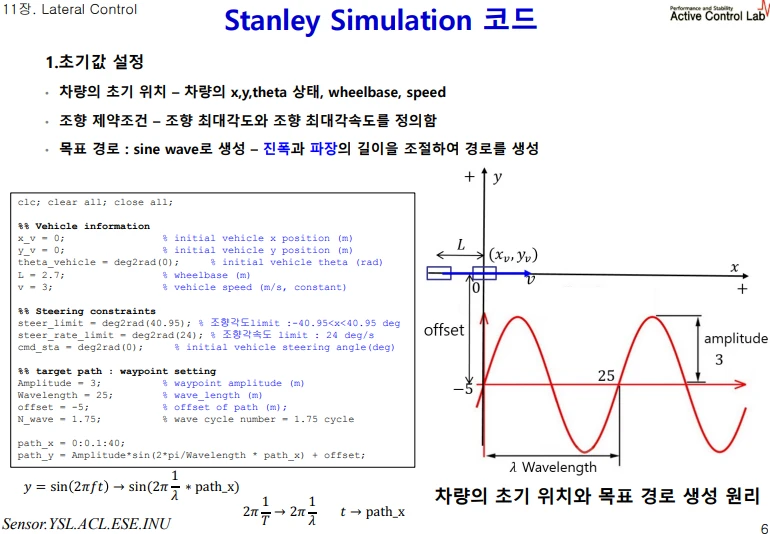 11장. Lateral Control
Stanley Simulation 코드
Performance and Stability
Active Control Lab
1.초기값 설정
• 차량의 초기 위치 – 차량의 x,y,theta 상태, wheelbase, speed
• 조향 제약조건 – 조향 최대각도와 조향 최대각속도를 정의함
• 목표 경로 : sine wave로 생성 – 진폭과 파장의 길이을 조절하여 경로를 생성
clc; clear all; close all;
%% Vehicle information
x_v = 0; % initial vehicle x position (m)
y_v = 0; % initial vehicle y position (m)
theta_vehicle = deg2rad(0); % initial vehicle theta (rad)
L = 2.7; % wheelbase (m)
v = 3; % vehicle speed (m/s, constant)
%% Steering constraints
steer_limit = deg2rad(40.95); % 조향각도limit :-40.95<x<40.95 deg
steer_rate_limit = deg2rad(24); % 조향각속도 limit : 24 deg/s
cmd_sta = deg2rad(0); % initial vehicle steering angle(deg)
%% target path : waypoint setting
Amplitude = 3; % waypoint amplitude (m)
Wavelength = 25; % wave_length (m)
offset = -5; % offset of path (m);
N_wave = 1.75; % wave cycle number = 1.75 cycle
path_x = 0:0.1:40;
path_y = Amplitude*sin(2*pi/Wavelength * path_x) + offset;
y = sin(2πft) → sin(2π 1/λ * path_x)
2π 1/T → 2π 1/λ t → path_x
+ y
L
(x_v, y_v)
x
0
v
+
offset
amplitude
3
25
−5
λ Wavelength
차량의 초기 위치와 목표 경로 생성 원리
Sensor.YSL.ACL.ESE.INU
6